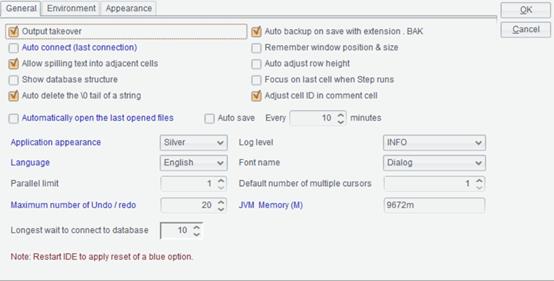 General Environment Appearance
OK
Cancel
Output takeover Auto backup on save with extension . BAK
Auto connect (last connection) Remember window position & size
Allow spilling text into adjacent cells Auto adjust row height
Show database structure Focus on last cell when Step runs
Auto delete the \0 tail of a string Adjust cell ID in comment cell
Automatically open the last opened files Auto save Every 10 minutes
Application appearance Silver Log level INFO
Language English Font name Dialog
Parallel limit 1 Default number of multiple cursors 1
Maximum number of Undo / redo 20 JVM Memory (M) 9672m
Longest wait to connect to database 10
Note: Restart IDE to apply reset of a blue option.